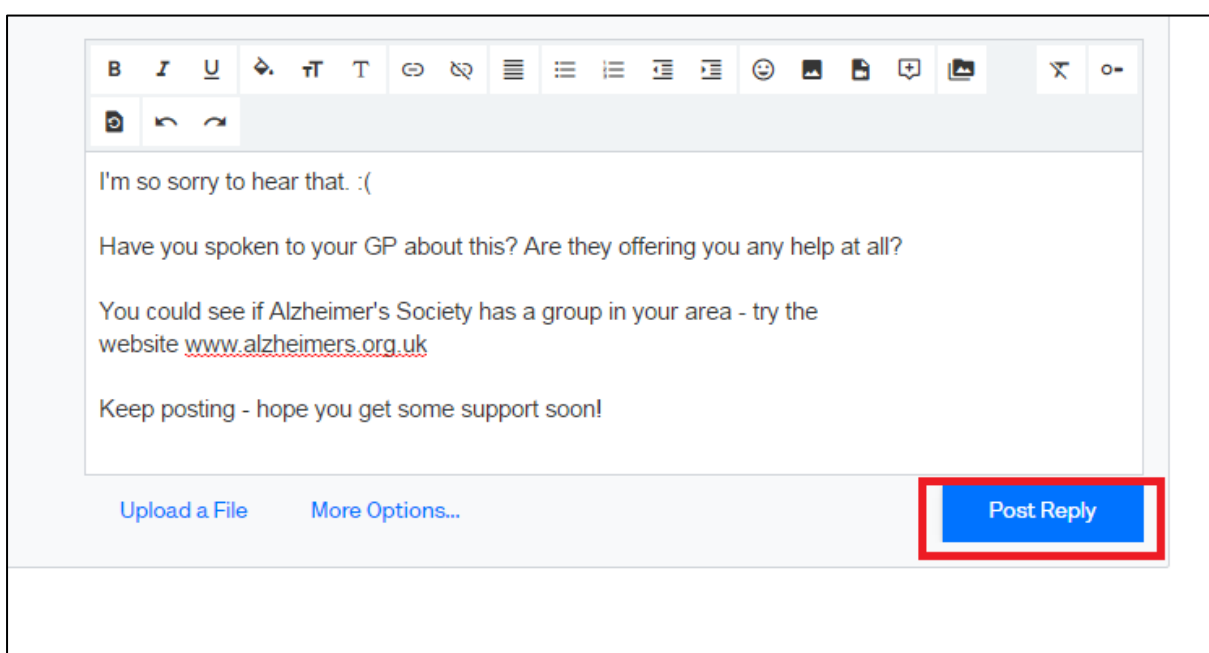 I'm so sorry to hear that. :(
Have you spoken to your GP about this? Are they offering you any help at all?
You could see if Alzheimer's Society has a group in your area - try the
website www.alzheimers.org.uk
Keep posting - hope you get some support soon!
Upload a File More Options... Post Reply